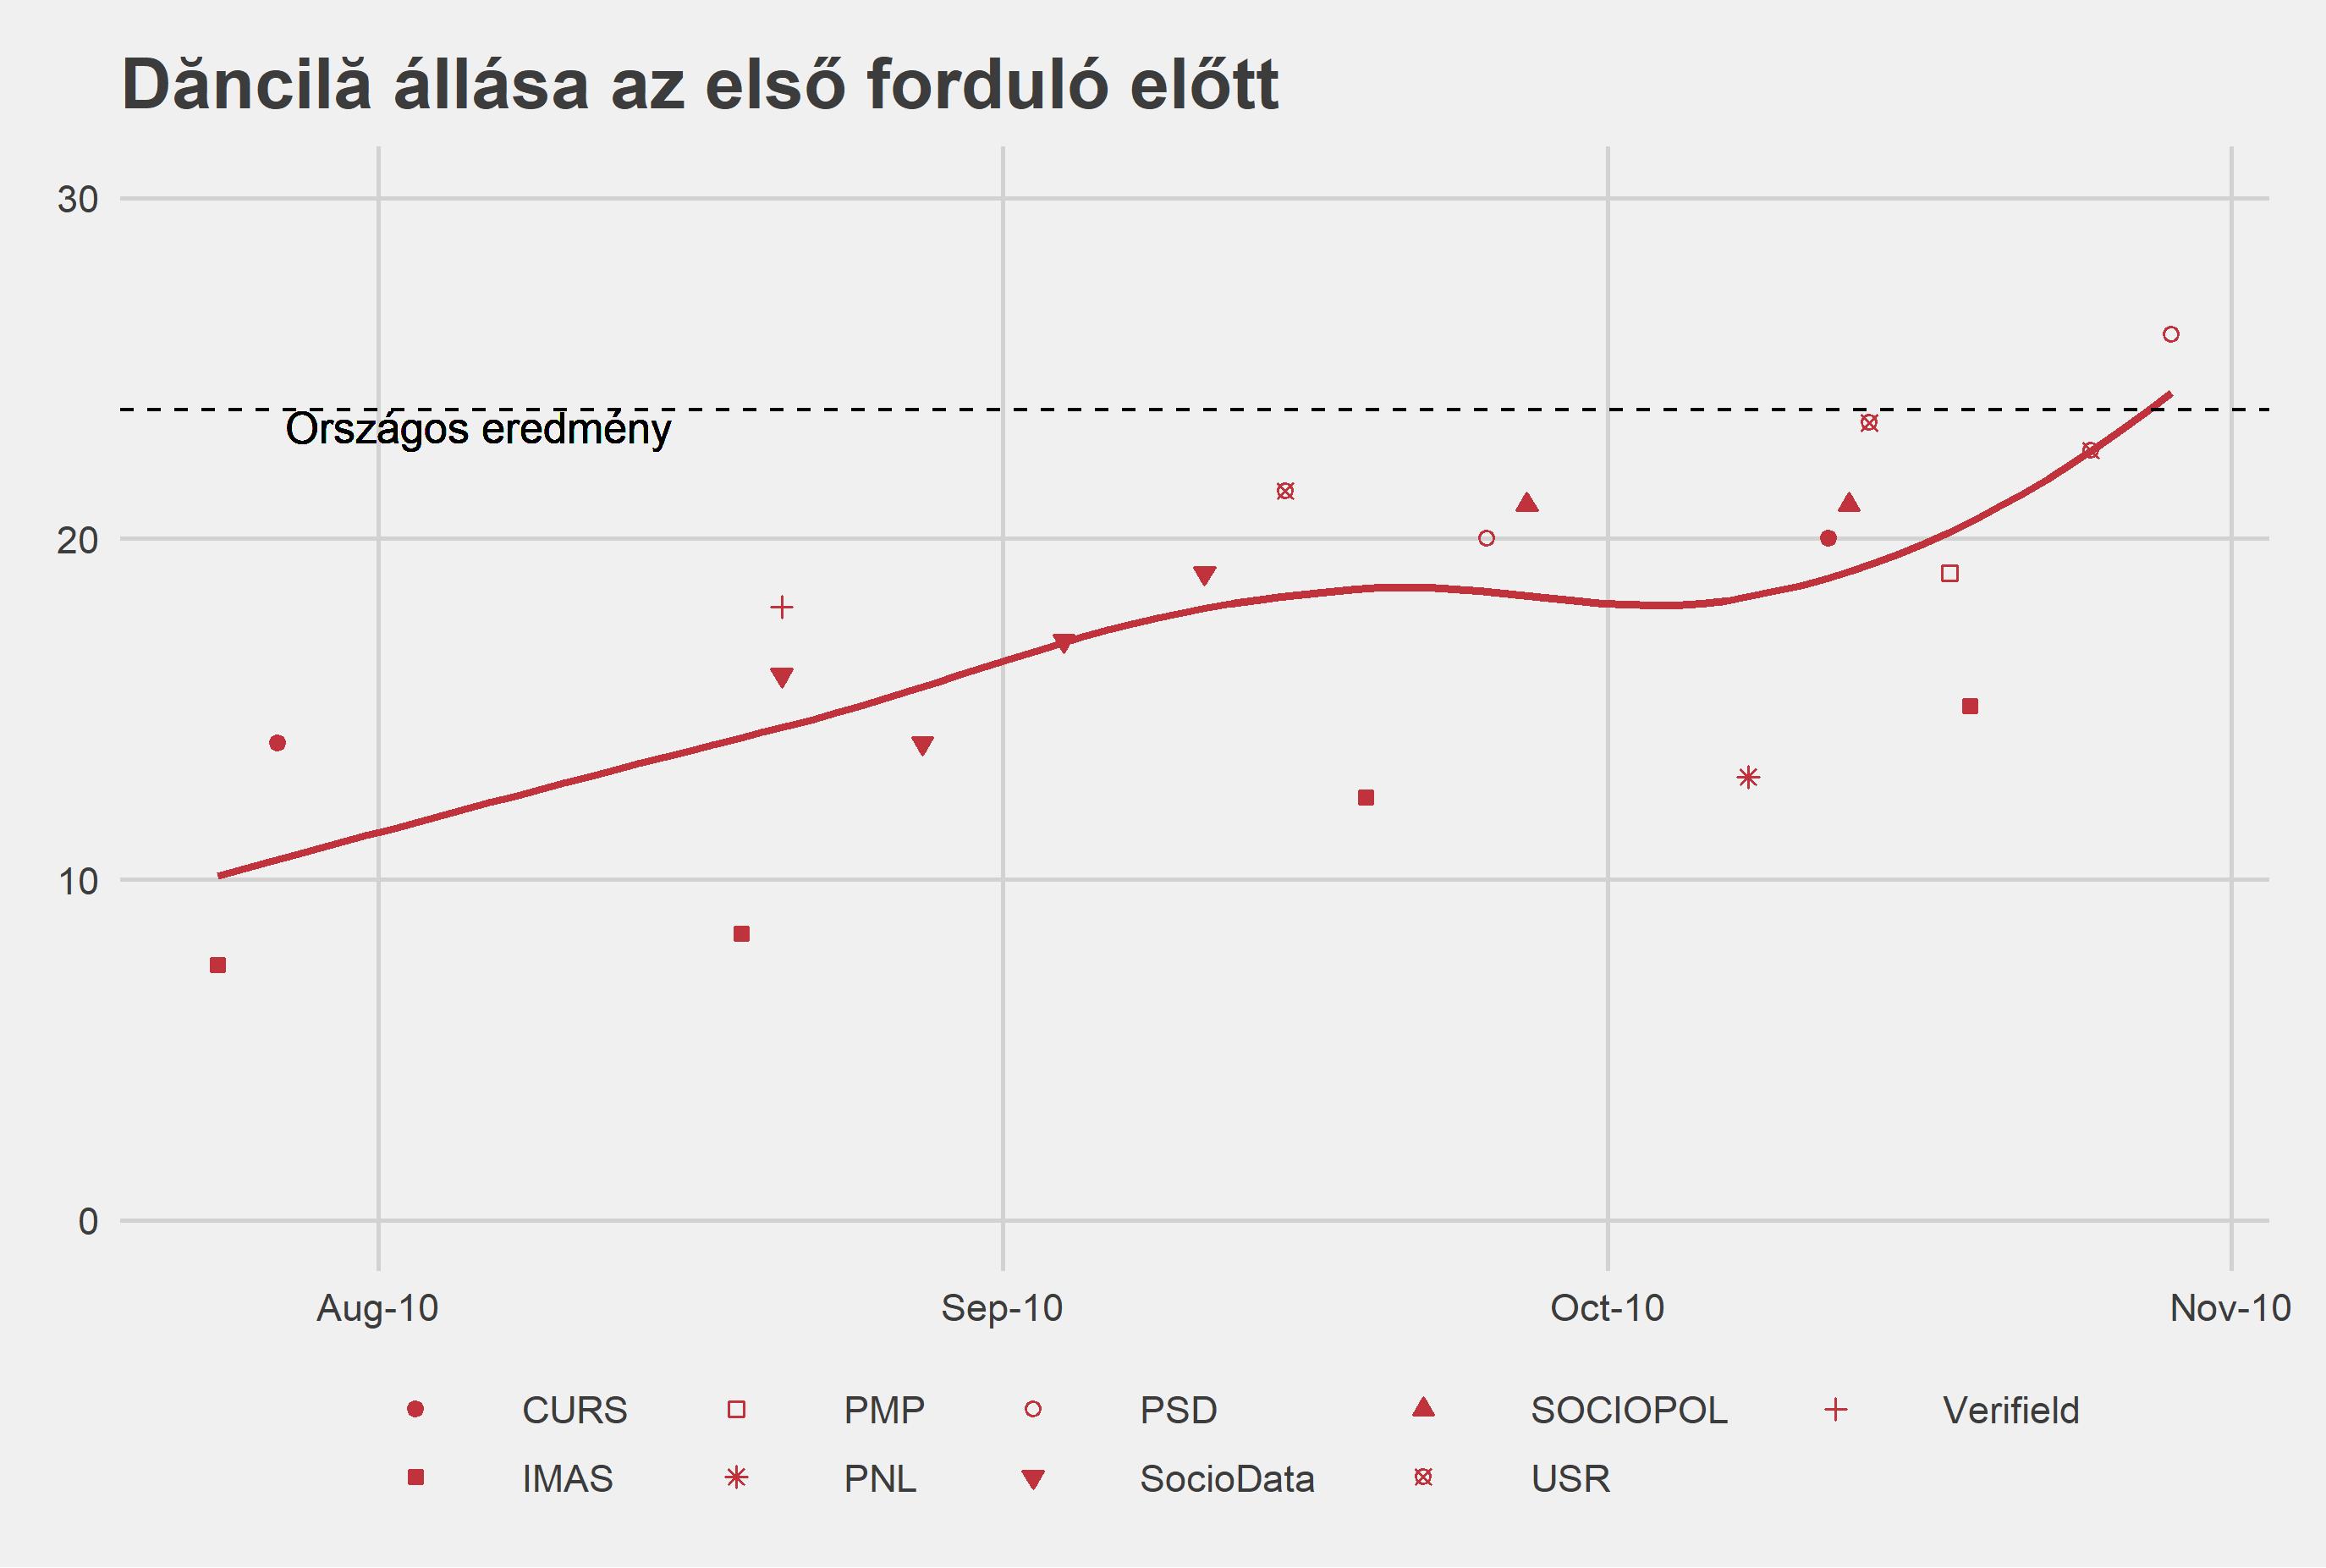 Dăncilă állása az első forduló előtt
30
20
10
0
Országos eredmény
Aug-10 Sep-10 Oct-10 Nov-10
CURS PMP PSD SOCIOPOL Verifield
IMAS PNL SocioData USR